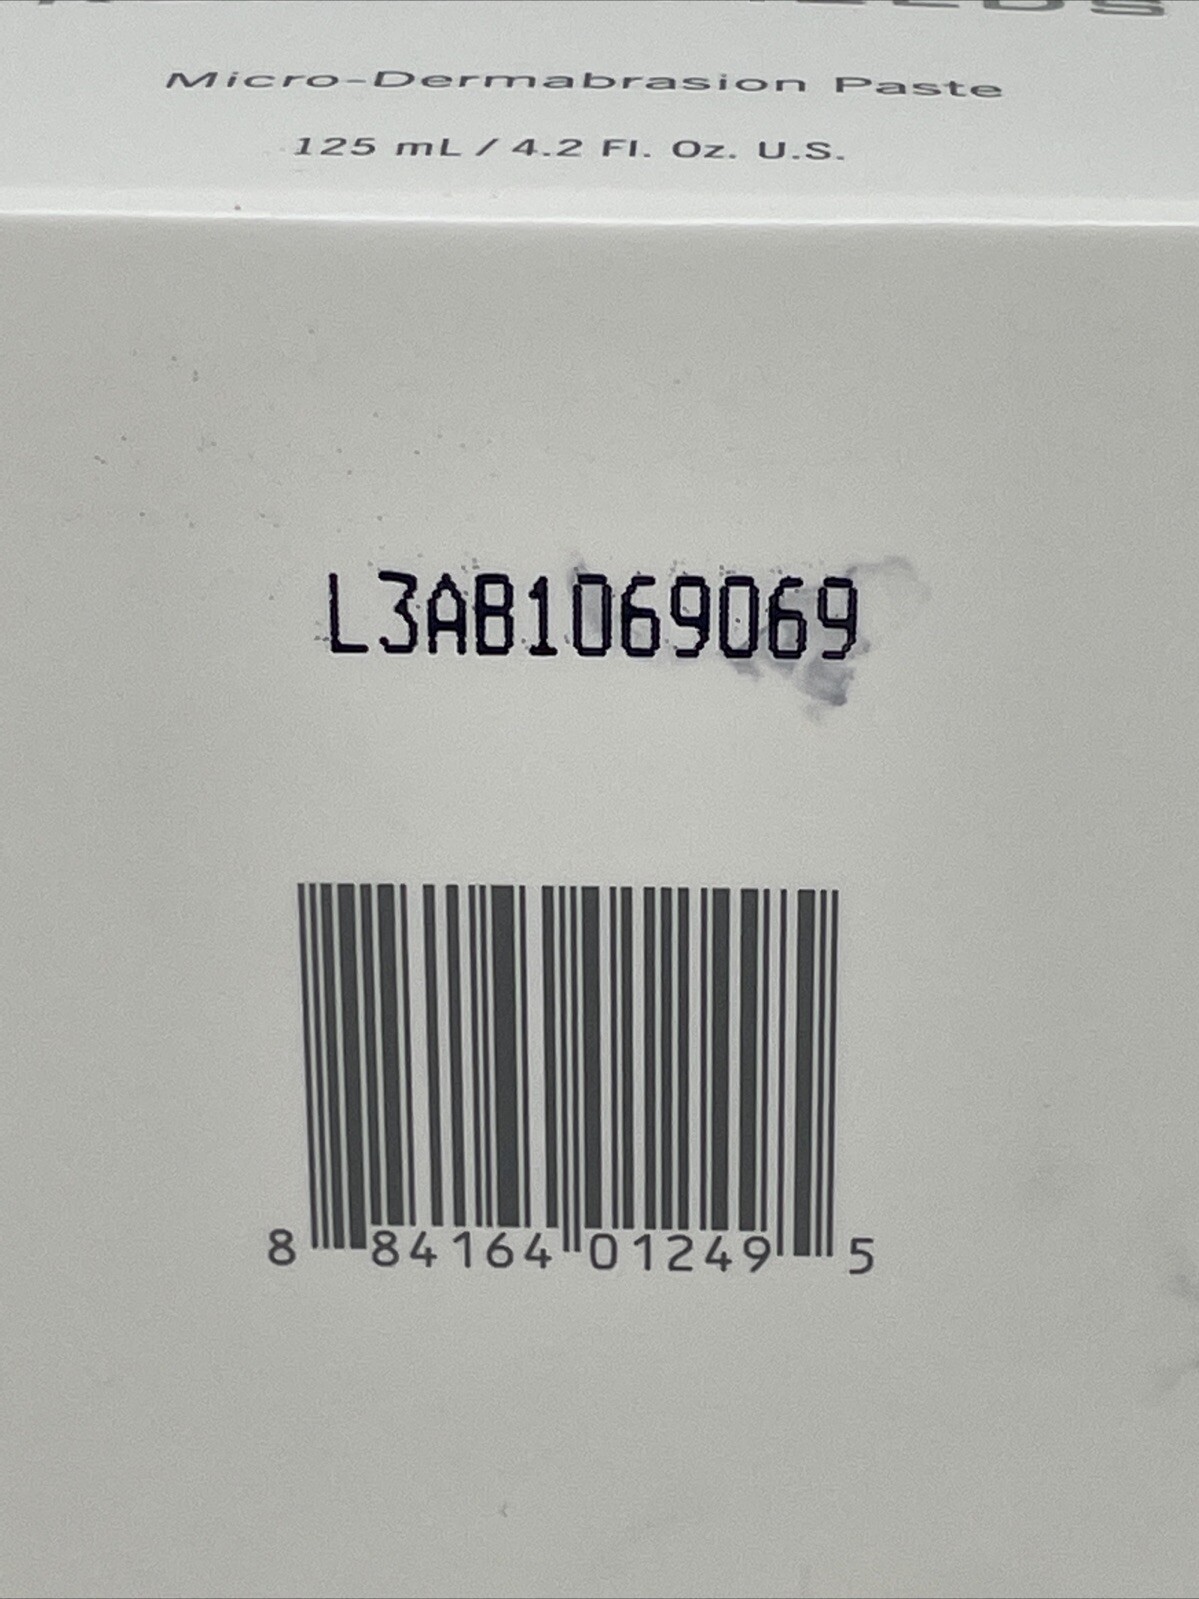 Micro-Dermabrasion Paste
125 mL / 4.2 Fl. Oz. U.S.
L3AB1069069
8 84164 01249 5